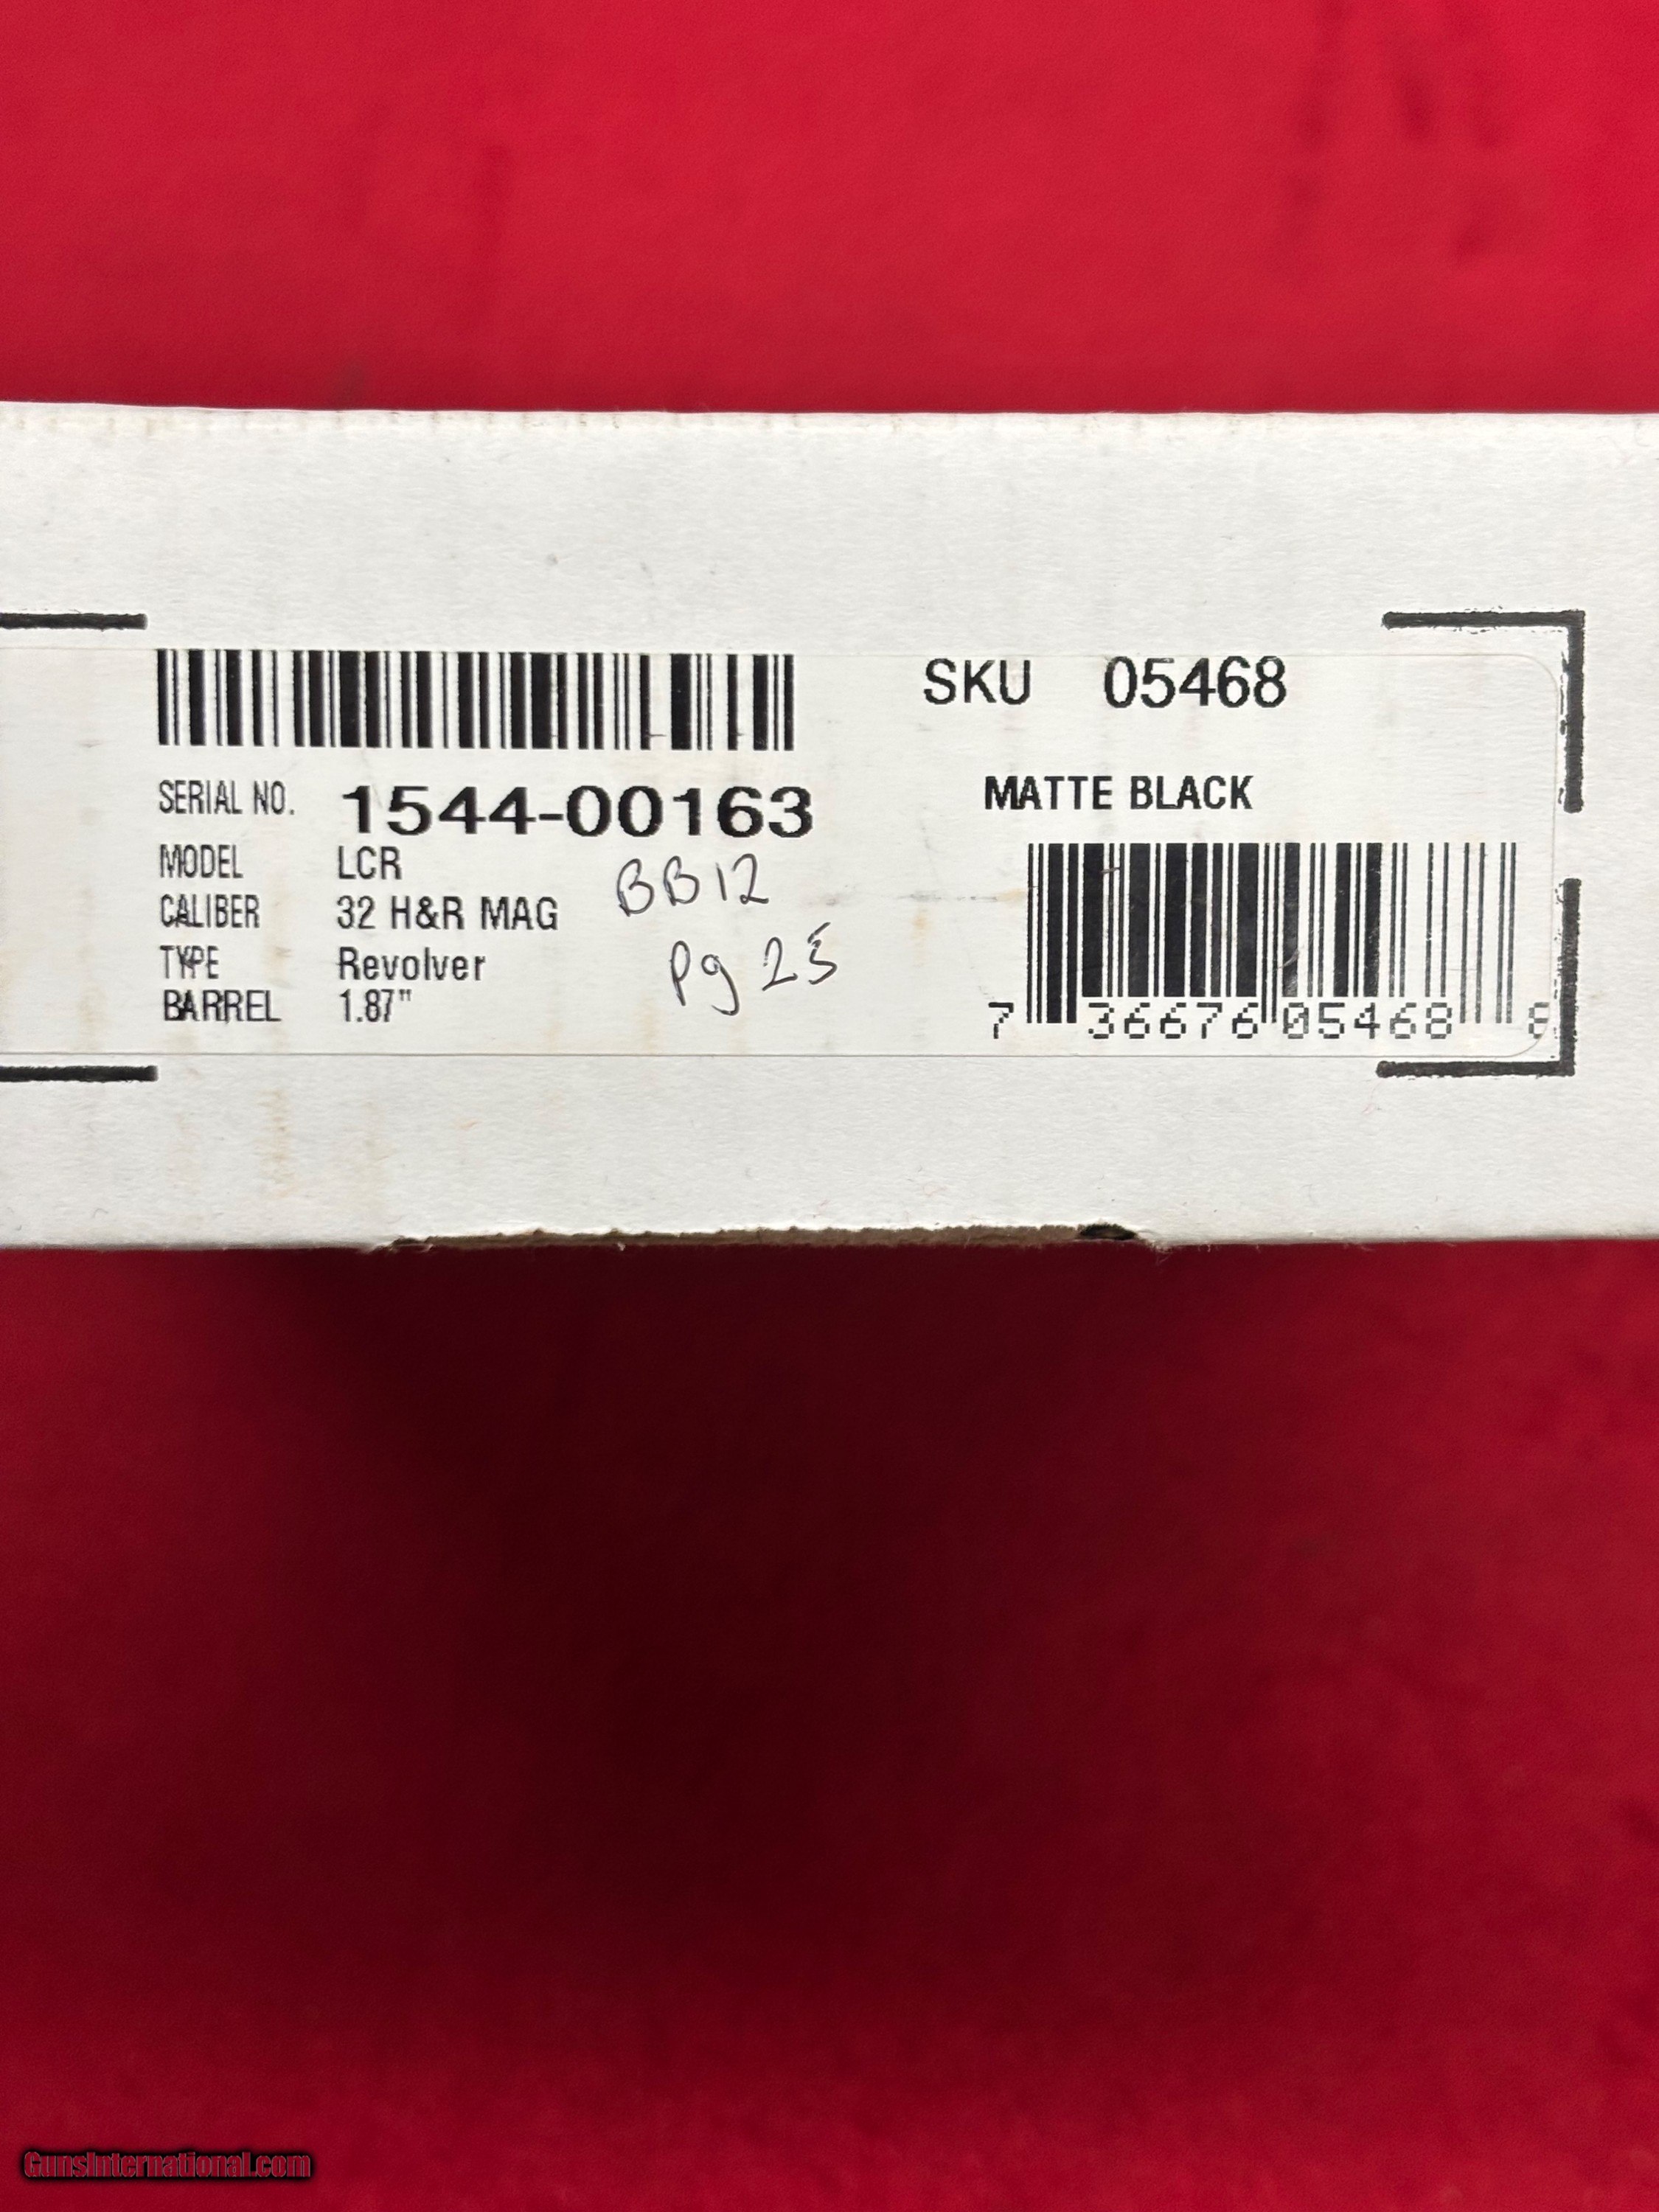 SERIAL NO. 1544-00163
MODEL LCR
CALIBER 32 H&R MAG
TYPE Revolver
BARREL 1.87"
BB12
Pg 25
SKU 05468
MATTE BLACK
7 36676 05468 8
GunsInternational.com